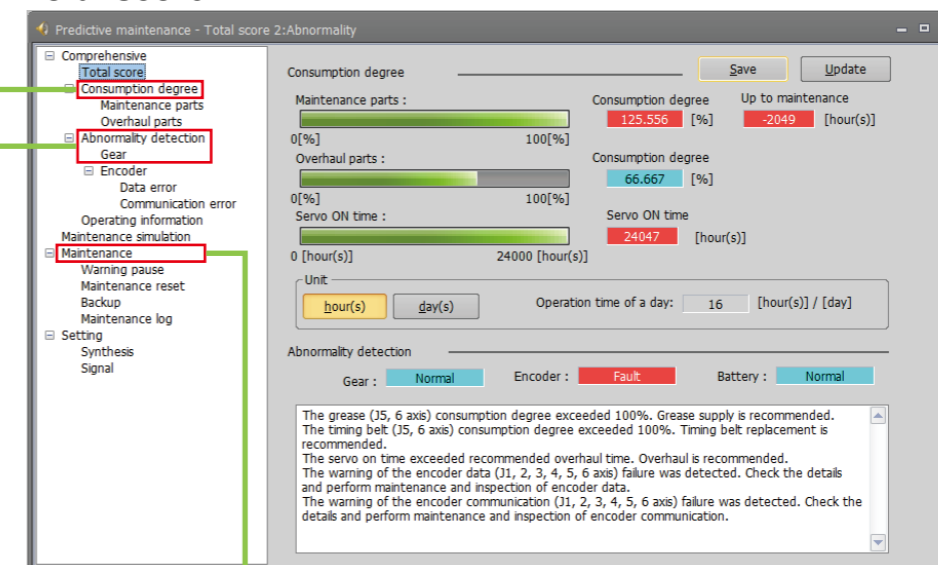 Predictive maintenance - Total score 2:Abnormality
Comprehensive
Total score
Consumption degree
Maintenance parts
Overhaul parts
Abnormality detection
Gear
Encoder
Data error
Communication error
Operating information
Maintenance simulation
Maintenance
Warning pause
Maintenance reset
Backup
Maintenance log
Setting
Synthesis
Signal
Consumption degree
Save
Update
Maintenance parts :
Consumption degree
Up to maintenance
125.556 [%]
-2049 [hour(s)]
0[%] 100[%]
Overhaul parts :
Consumption degree
66.667 [%]
0[%] 100[%]
Servo ON time :
Servo ON time
24047 [hour(s)]
0 [hour(s)] 24000 [hour(s)]
Unit
hour(s) day(s) Operation time of a day: 16 [hour(s)] / [day]
Abnormality detection
Gear : Normal Encoder : Fault Battery : Normal
The grease (J5, 6 axis) consumption degree exceeded 100%. Grease supply is recommended.
The timing belt (J5, 6 axis) consumption degree exceeded 100%. Timing belt replacement is
recommended.
The servo on time exceeded recommended overhaul time. Overhaul is recommended.
The warning of the encoder data (J1, 2, 3, 4, 5, 6 axis) failure was detected. Check the details
and perform maintenance and inspection of encoder data.
The warning of the encoder communication (J1, 2, 3, 4, 5, 6 axis) failure was detected. Check the
details and perform maintenance and inspection of encoder communication.